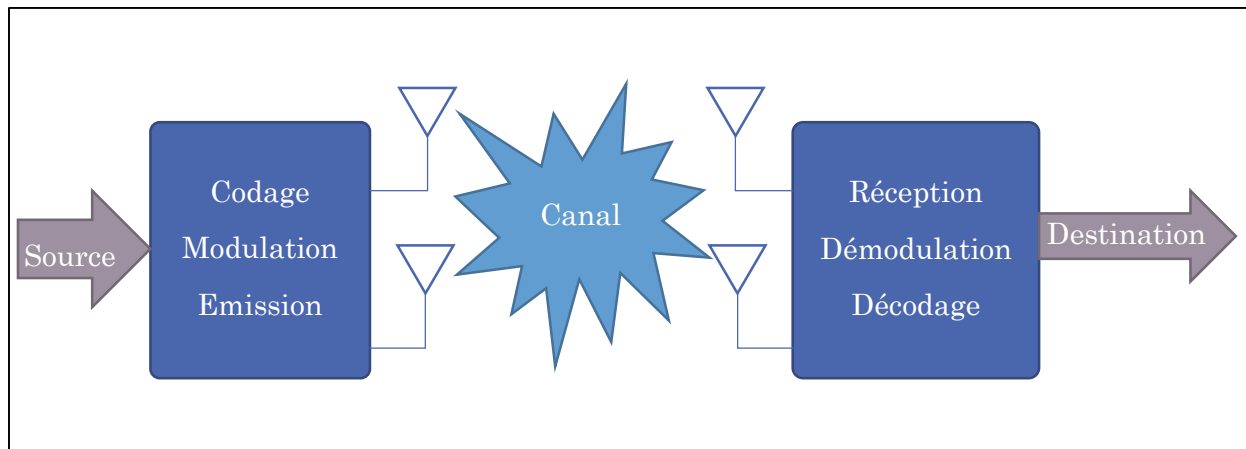 Source
Codage
Modulation
Emission
Canal
Réception
Démodulation
Décodage
Destination